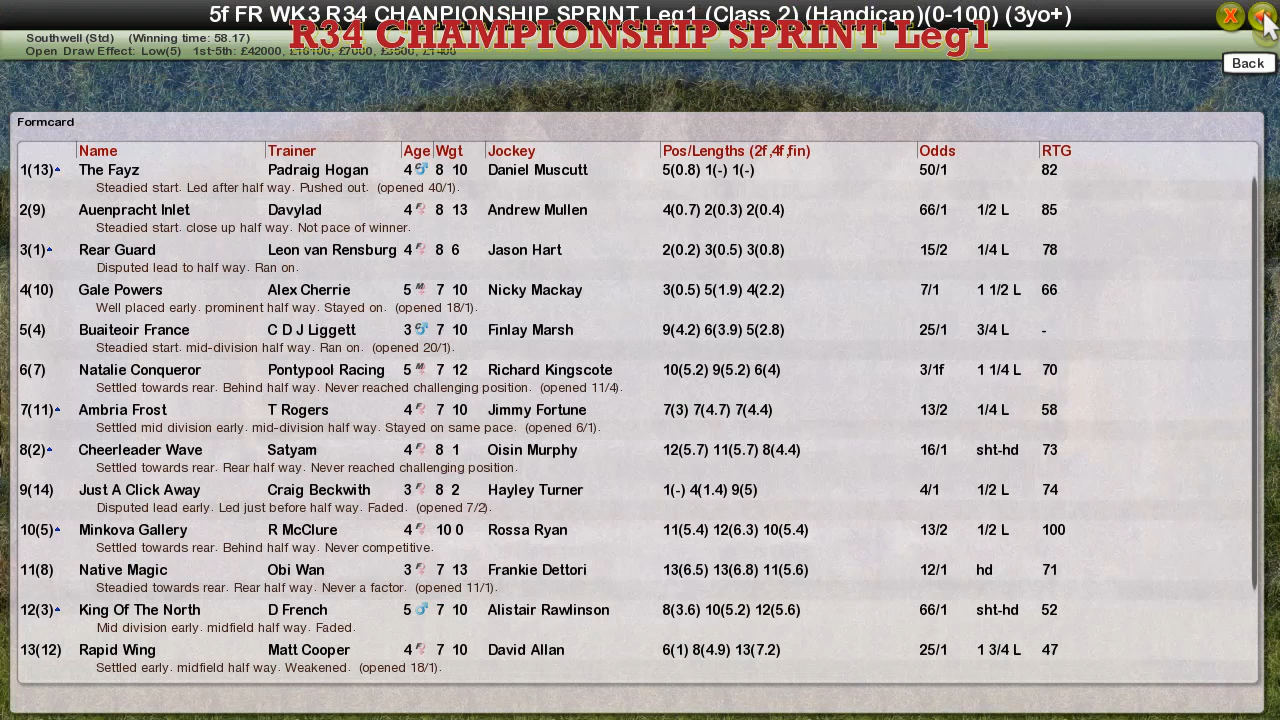 5f FR WK3 R34 CHANPIONSHIP SPRINT Leg1 (Class 2) (Handicap)(0-100) (3yo+)
R34 CHAMPIONSHIP SPRINT Leg1
Southwell (Std) (Winning time: 58.17)
Open Draw Effect: Low(5) 1st-5th: £42000, £16100, £7000, £3500, £1400
Back
Formcard
Name Trainer Age Wgt Jockey Pos/Lengths (2f,4f,fin) Odds RTG
1(13) The Fayz Padraig Hogan 4 8 10 Daniel Muscutt 5(0.8) 1(-) 1(-) 50/1 82
Steadied start. Led after half way. Pushed out. (opened 40/1).
2(9) Auenpracht Inlet Davylad 4 8 13 Andrew Mullen 4(0.7) 2(0.3) 2(0.4) 66/1 1/2 L 85
Steadied start. close up half way. Not pace of winner.
3(1) Rear Guard Leon van Rensburg 4 8 6 Jason Hart 2(0.2) 3(0.5) 3(0.8) 15/2 1/4 L 78
Disputed lead to half way. Ran on.
4(10) Gale Powers Alex Cherrie 5 7 10 Nicky Mackay 3(0.5) 5(1.9) 4(2.2) 7/1 1 1/2 L 66
Well placed early. prominent half way. Stayed on. (opened 18/1).
5(4) Buaiteoir France C D J Liggett 3 7 10 Finlay Marsh 9(4.2) 6(3.9) 5(2.8) 25/1 3/4 L -
Steadied start. mid-division half way. Ran on. (opened 20/1).
6(7) Natalie Conqueror Pontypool Racing 5 7 12 Richard Kingscote 10(5.2) 9(5.2) 6(4) 3/1f 1 1/4 L 70
Settled towards rear. Behind half way. Never reached challenging position. (opened 11/4).
7(11) Ambria Frost T Rogers 4 7 10 Jimmy Fortune 7(3) 7(4.7) 7(4.4) 13/2 1/4 L 58
Settled mid division early. mid-division half way. Stayed on same pace. (opened 6/1).
8(2) Cheerleader Wave Satyam 4 8 1 Oisin Murphy 12(5.7) 11(5.7) 8(4.4) 16/1 sht-hd 73
Settled towards rear. Rear half way. Never reached challenging position.
9(14) Just A Click Away Craig Beckwith 3 8 2 Hayley Turner 1(-) 4(1.4) 9(5) 4/1 1/2 L 74
Disputed lead early. Led just before half way. Faded. (opened 7/2).
10(5) Minkova Gallery R McClure 4 10 0 Rossa Ryan 11(5.4) 12(6.3) 10(5.4) 13/2 1/2 L 100
Settled towards rear. Behind half way. Never competitive.
11(8) Native Magic Obi Wan 3 7 13 Frankie Dettori 13(6.5) 13(6.8) 11(5.6) 12/1 hd 71
Steadied towards rear. Rear half way. Never a factor. (opened 11/1).
12(3) King Of The North D French 5 7 10 Alistair Rawlinson 8(3.6) 10(5.2) 12(5.6) 66/1 sht-hd 52
Mid division early. midfield half way. Faded.
13(12) Rapid Wing Matt Cooper 4 7 10 David Allan 6(1) 8(4.9) 13(7.2) 25/1 1 3/4 L 47
Settled early. midfield half way. Weakened. (opened 18/1).